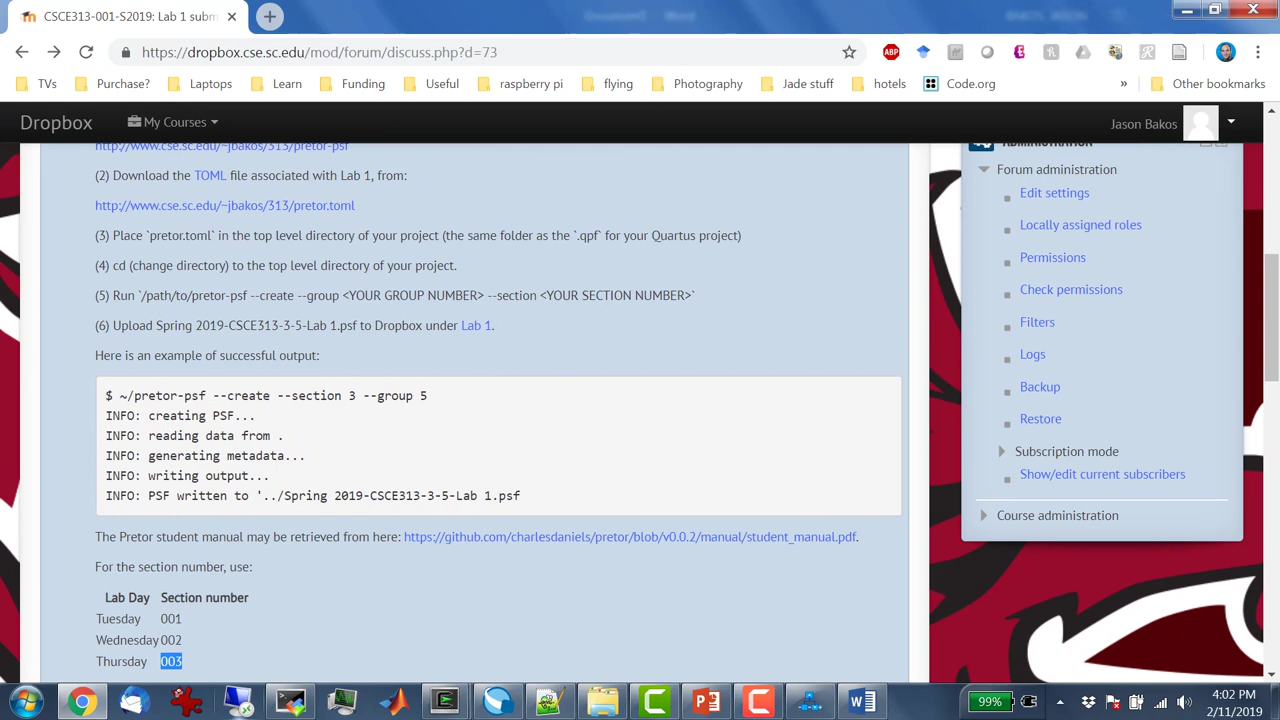 CSCE313-001-S2019: Lab 1 subm
https://dropbox.cse.sc.edu/mod/forum/discuss.php?d=73
ABP
TVs Purchase? Laptops Learn Funding Useful raspberry pi flying Photography Jade stuff hotels Code.org » Other bookmarks
Dropbox My Courses Jason Bakos
http://www.cse.sc.edu/~jbakos/313/pretor-psf
(2) Download the TOML file associated with Lab 1, from:
http://www.cse.sc.edu/~jbakos/313/pretor.toml
(3) Place `pretor.toml` in the top level directory of your project (the same folder as the `.qpf` for your Quartus project)
(4) cd (change directory) to the top level directory of your project.
(5) Run `/path/to/pretor-psf --create --group <YOUR GROUP NUMBER> --section <YOUR SECTION NUMBER>`
(6) Upload Spring 2019-CSCE313-3-5-Lab 1.psf to Dropbox under Lab 1.
Here is an example of successful output:
$ ~/pretor-psf --create --section 3 --group 5
INFO: creating PSF...
INFO: reading data from .
INFO: generating metadata...
INFO: writing output...
INFO: PSF written to '../Spring 2019-CSCE313-3-5-Lab 1.psf
The Pretor student manual may be retrieved from here: https://github.com/charlesdaniels/pretor/blob/v0.0.2/manual/student_manual.pdf.
For the section number, use:
Lab Day Section number
Tuesday 001
Wednesday 002
Thursday 003
ADMINISTRATION
Forum administration
Edit settings
Locally assigned roles
Permissions
Check permissions
Filters
Logs
Backup
Restore
Subscription mode
Show/edit current subscribers
Course administration
99%
4:02 PM
2/11/2019